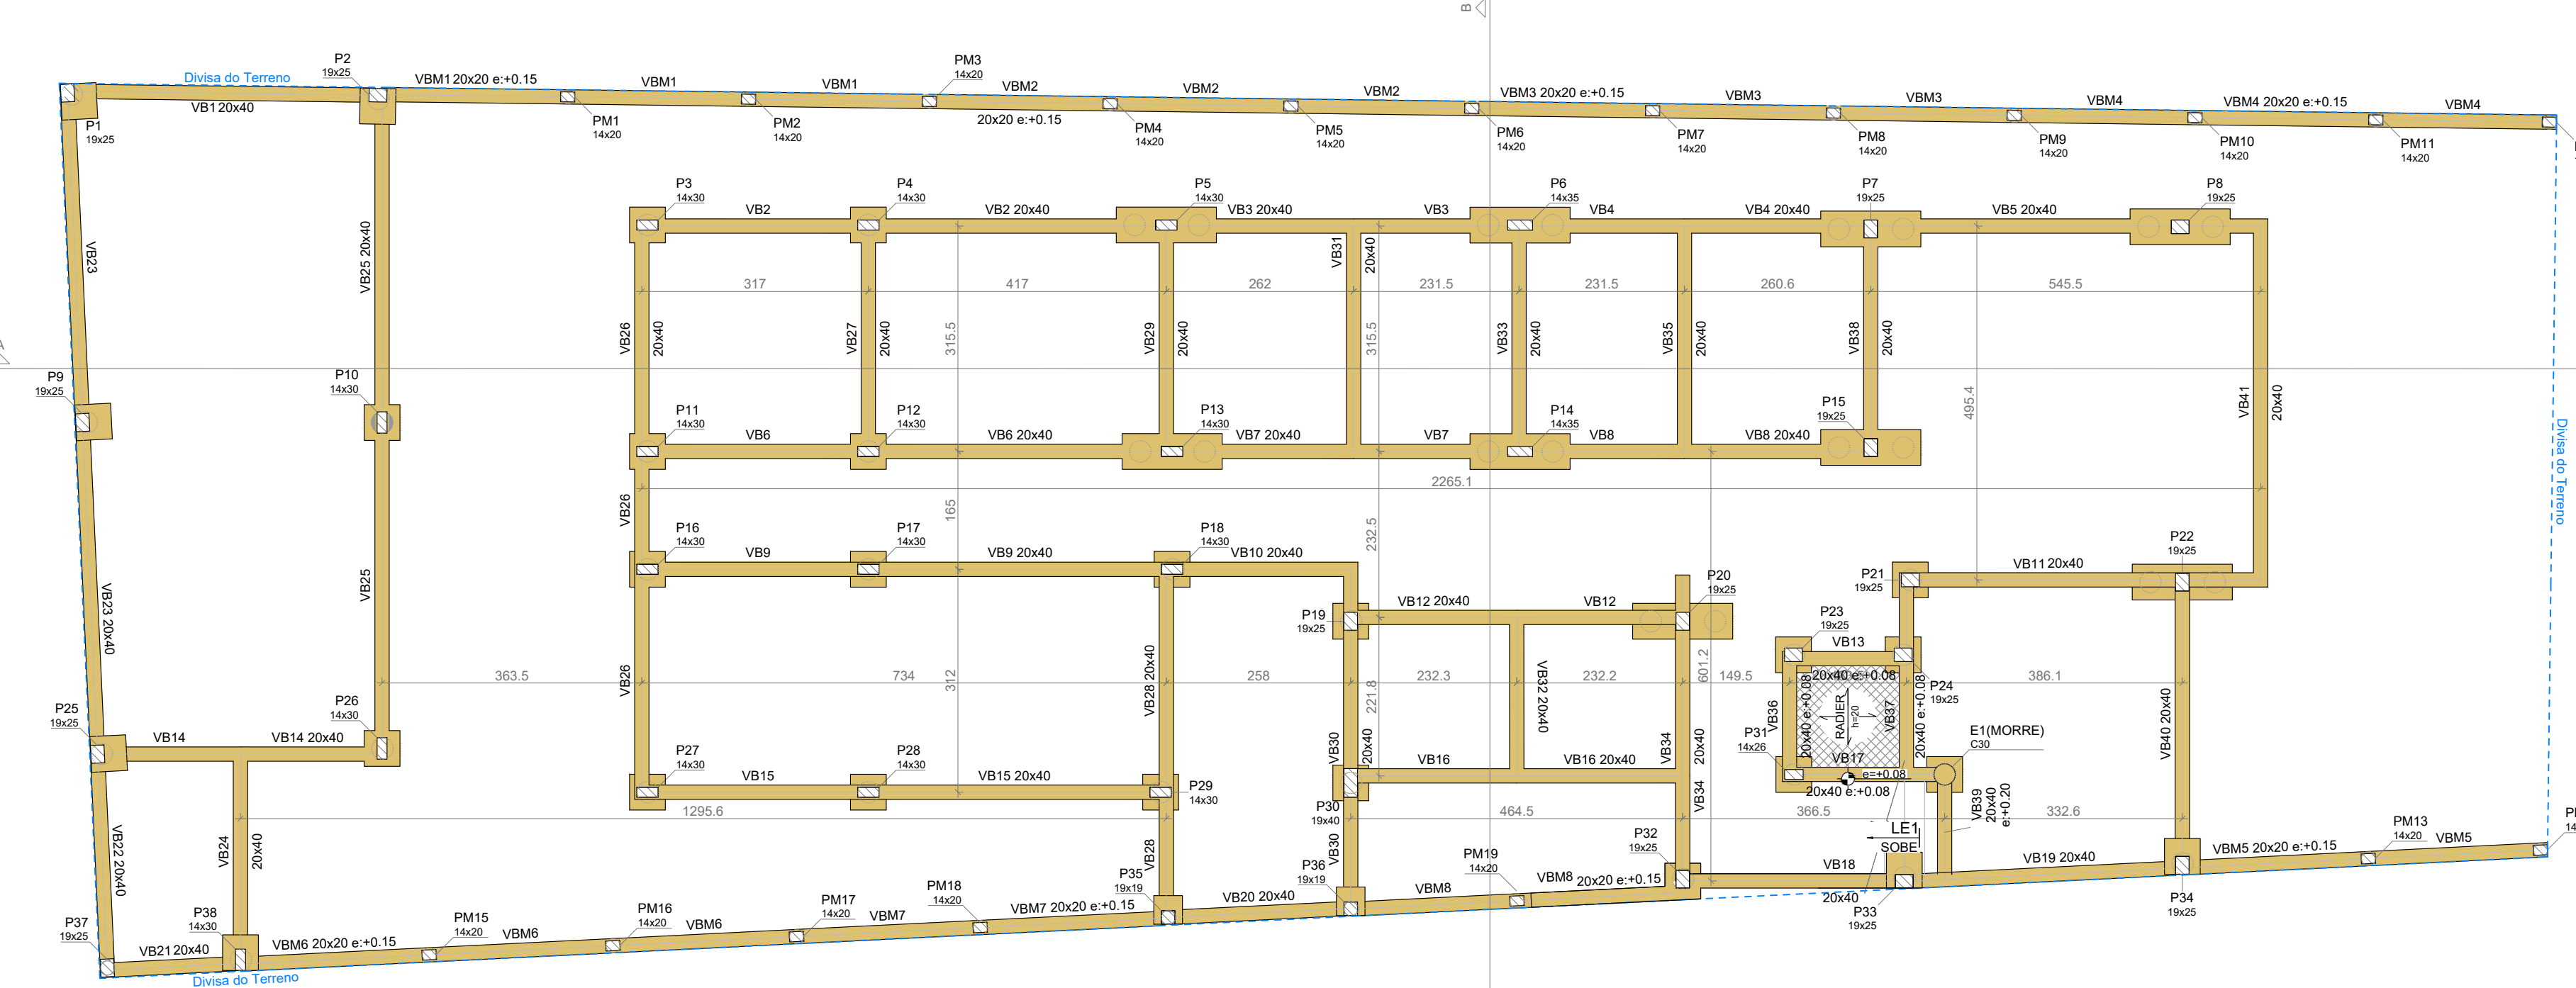 B
Divisa do Terreno
P2
19x25
VBM1 20x20 e:+0.15
VBM1
VBM1
PM3
14x20
VBM2
VBM2
VBM2
VBM3 20x20 e:+0.15
VBM3
VBM3
VBM4
VBM4 20x20 e:+0.15
VBM4
VB1 20x40
P1
19x25
PM1
14x20
PM2
14x20
20x20 e:+0.15
PM4
14x20
PM5
14x20
PM6
14x20
PM7
14x20
PM8
14x20
PM9
14x20
PM10
14x20
PM11
14x20
P3
14x30
P4
14x30
P5
14x30
P6
14x35
P7
19x25
P8
19x25
VB2
VB2 20x40
VB3 20x40
VB3
VB4
VB4 20x40
VB5 20x40
VB23
VB25 20x40
VB31
20x40
317
417
262
231.5
231.5
260.6
545.5
VB26
20x40
VB27
20x40
315.5
VB29
20x40
315.5
VB33
20x40
VB35
20x40
VB38
20x40
495.4
VB41
20x40
Divisa do Terreno
A
P9
19x25
P10
14x30
P11
14x30
P12
14x30
P13
14x30
P14
14x35
P15
19x25
VB6
VB6 20x40
VB7 20x40
VB7
VB8
VB8 20x40
2265.1
VB26
165
232.5
P16
14x30
P17
14x30
P18
14x30
P22
19x25
VB9
VB9 20x40
VB10 20x40
VB11 20x40
P21
19x25
P20
19x25
VB23 20x40
VB25
P19
19x25
VB12 20x40
VB12
P23
19x25
VB13
363.5
VB26
734
312
VB28 20x40
258
221.8
232.3
VB32 20x40
232.2
601.2
149.5
20x40 e:+0.08
386.1
P24
19x25
VB36
20x40 e:+0.08
RADIER
h=20
VB37
20x40 e:+0.08
VB40 20x40
P25
19x25
P26
14x30
VB14
VB14 20x40
P27
14x30
P28
14x30
VB30
20x40
VB34
20x40
P31
14x26
E1(MORRE)
C30
VB17
e=+0.08
20x40 e:+0.08
VB15
VB15 20x40
P29
14x30
VB16
VB16 20x40
VB34
VB39
20x40
e:+0.20
1295.6
P30
19x40
464.5
366.5
332.6
LE1
SOBE
VB22 20x40
VB24
20x40
VB28
VB30
P32
19x25
PM13
14x20
VBM5
VBM5 20x20 e:+0.15
PM19
14x20
P35
19x19
P36
19x19
VB18
VB19 20x40
VBM8
20x20 e:+0.15
VBM8
20x40
P33
19x25
P34
19x25
VB20 20x40
PM18
14x20
PM17
14x20
PM16
14x20
PM15
14x20
VBM7 20x20 e:+0.15
VBM7
VBM6
VBM6
VBM6 20x20 e:+0.15
P37
19x25
P38
14x30
VB21 20x40
Divisa do Terreno